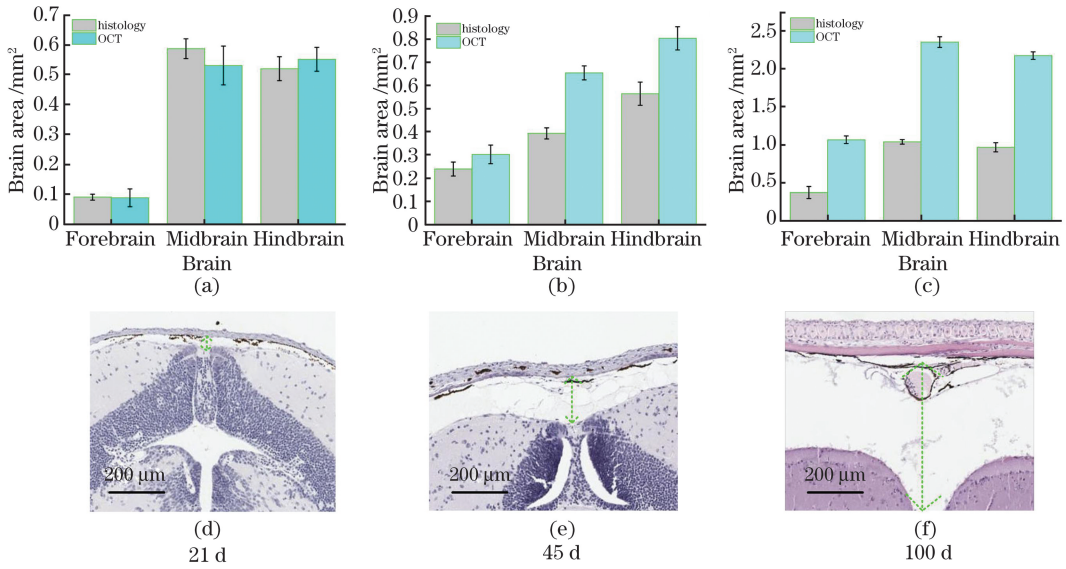 (a)
histology
OCT
0.7
0.6
0.5
0.4
0.3
0.2
0.1
0
Brain area /mm²
Forebrain Midbrain Hindbrain
Brain
(a)
(b)
histology
OCT
0.9
0.8
0.7
0.6
0.5
0.4
0.3
0.2
0.1
0
Brain area/mm²
Forebrain Midbrain Hindbrain
Brain
(b)
(c)
histology
OCT
2.5
2.0
1.5
1.0
0.5
0
Brain area/mm²
Forebrain Midbrain Hindbrain
Brain
(c)
200 μm
(d)
21 d
200 μm
(e)
45 d
200 μm
(f)
100 d